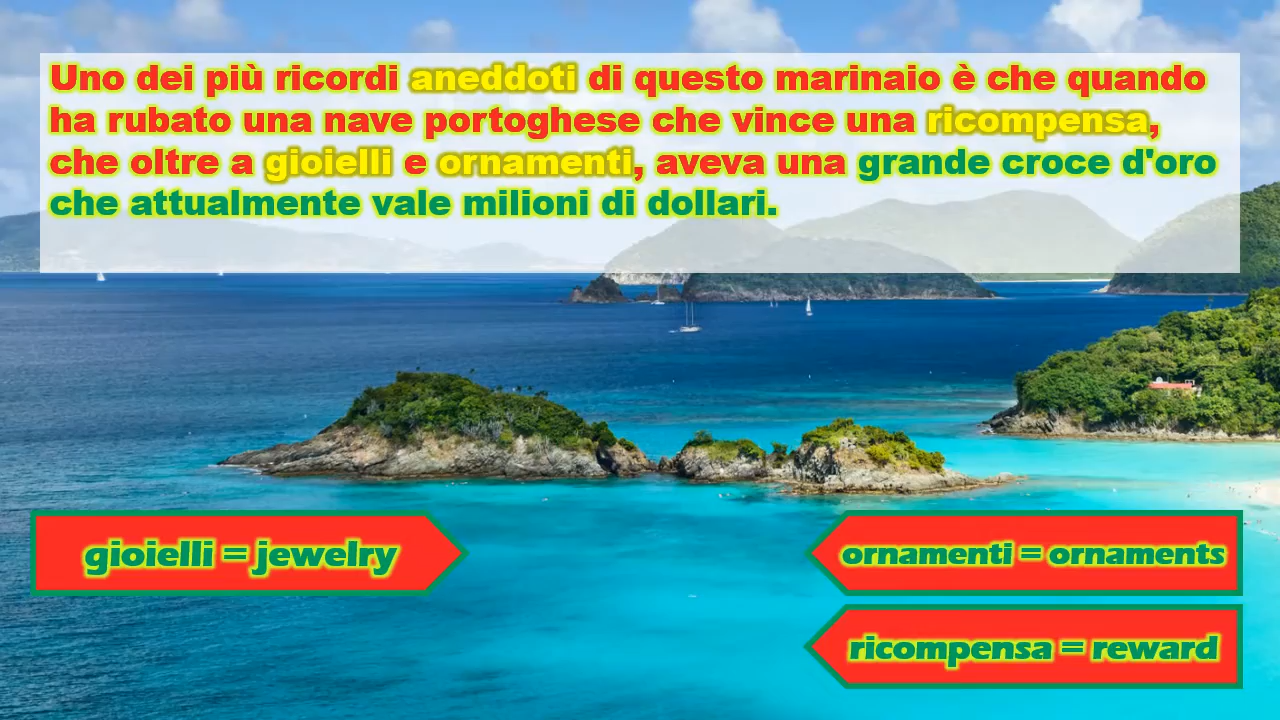 Uno dei più ricordi aneddoti di questo marinaio è che quando
ha rubato una nave portoghese che vince una ricompensa,
che oltre a gioielli e ornamenti, aveva una grande croce d'oro
che attualmente vale milioni di dollari.
gioielli = jewelry
ornamenti = ornaments
ricompensa = reward